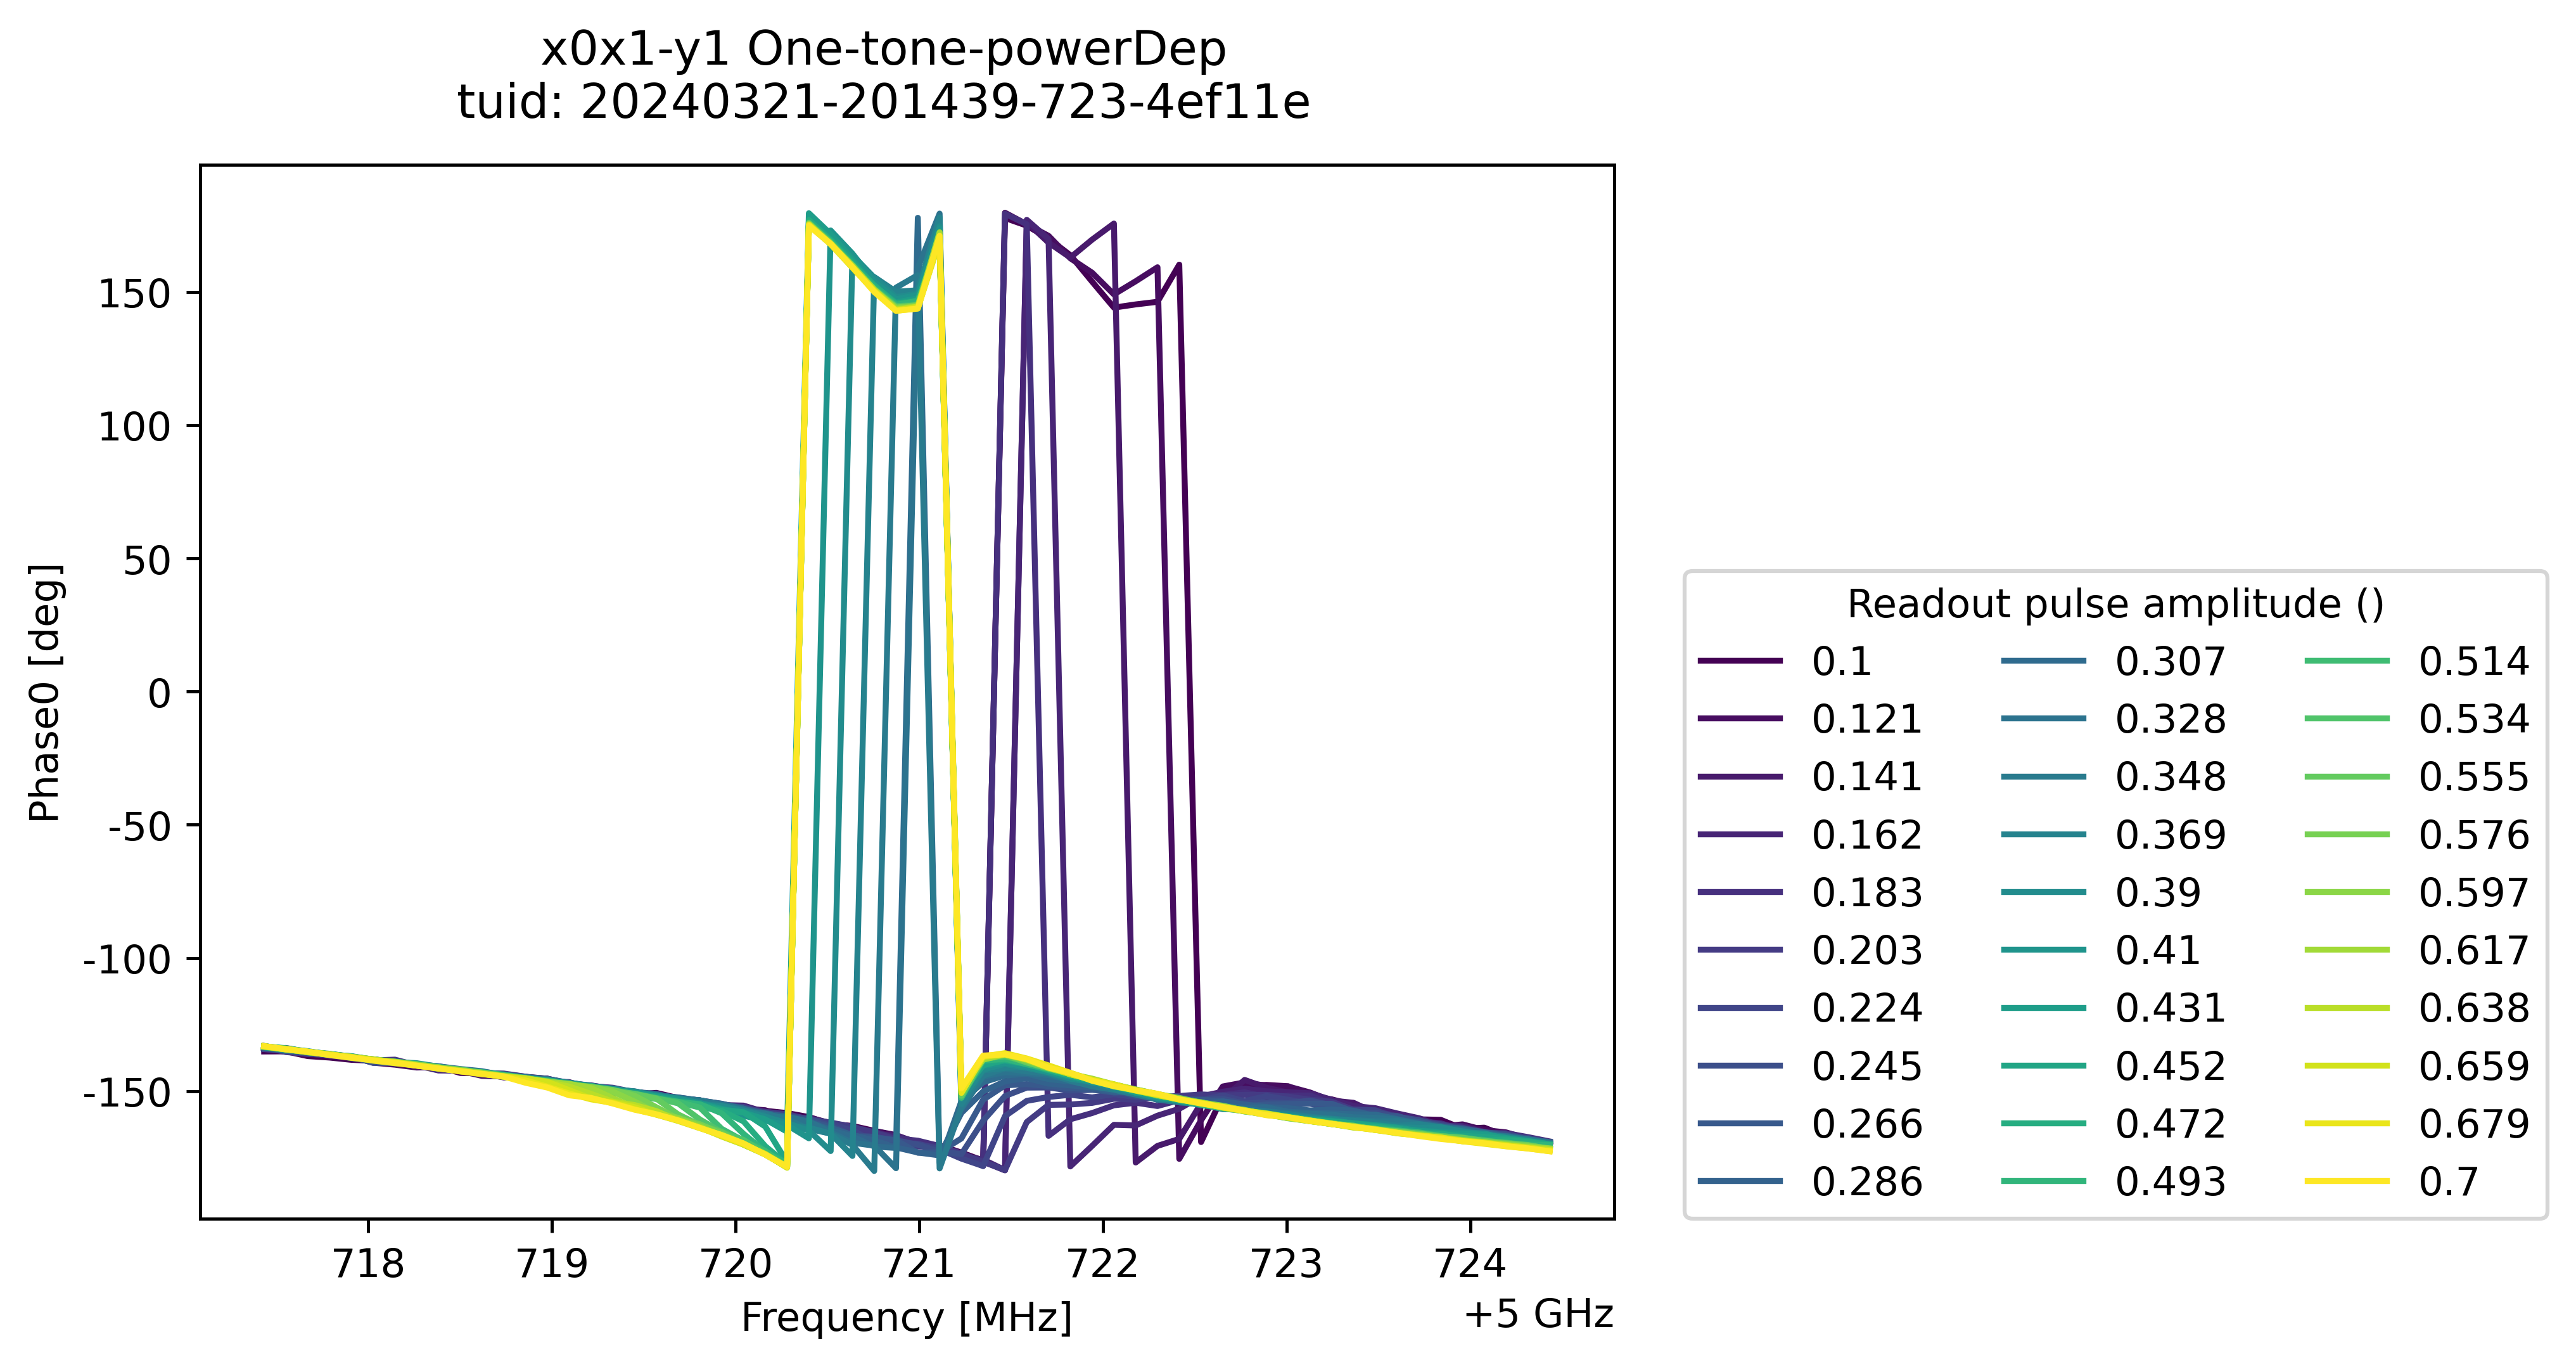 x0x1-y1 One-tone-powerDep
tuid: 20240321-201439-723-4ef11e
Phase0 [deg]
150
100
50
0
-50
-100
-150
718 719 720 721 722 723 724
Frequency [MHz]
+5 GHz
Readout pulse amplitude ()
0.1 0.307 0.514
0.121 0.328 0.534
0.141 0.348 0.555
0.162 0.369 0.576
0.183 0.39 0.597
0.203 0.41 0.617
0.224 0.431 0.638
0.245 0.452 0.659
0.266 0.472 0.679
0.286 0.493 0.7